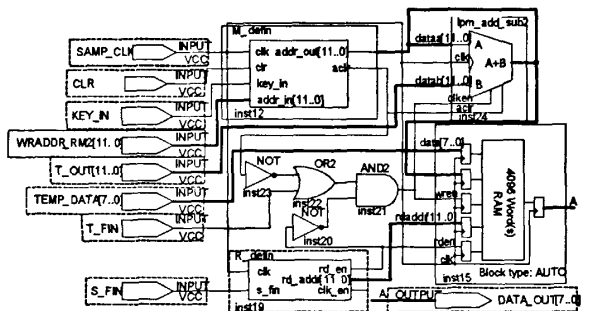 M_defin
lpm_add_sub2
SAMP_CLK
INPUT
VCC
CLR
INPUT
VCC
KEY_IN
INPUT
VCC
WRADDR_RM2[11..0]
INPUT
VCC
T_OUT[11..0]
INPUT
VCC
TEMP_DATA[7..0]
INPUT
VCC
T_FIN
INPUT
VCC
S_FIN
INPUT
VCC
clk addr_out[11..0]
clr
aclr
key_in
addr_in[11..0]
inst12
dataa[11..0]
A
clk
A+B
datab[11..0]
B
clken
aclr
inst24
NOT
inst23
OR2
inst22
AND2
inst21
NOT
inst20
data[7..0]
wren
rdaddr[11..0]
rden
clk
4096 Word(s)
RAM
inst15
Block type: AUTO
A
R_defin
clk
rd_en
rd_addr[11..0]
s_fin
clk_en
inst19
A
OUTPUT
DATA_OUT[7..0]